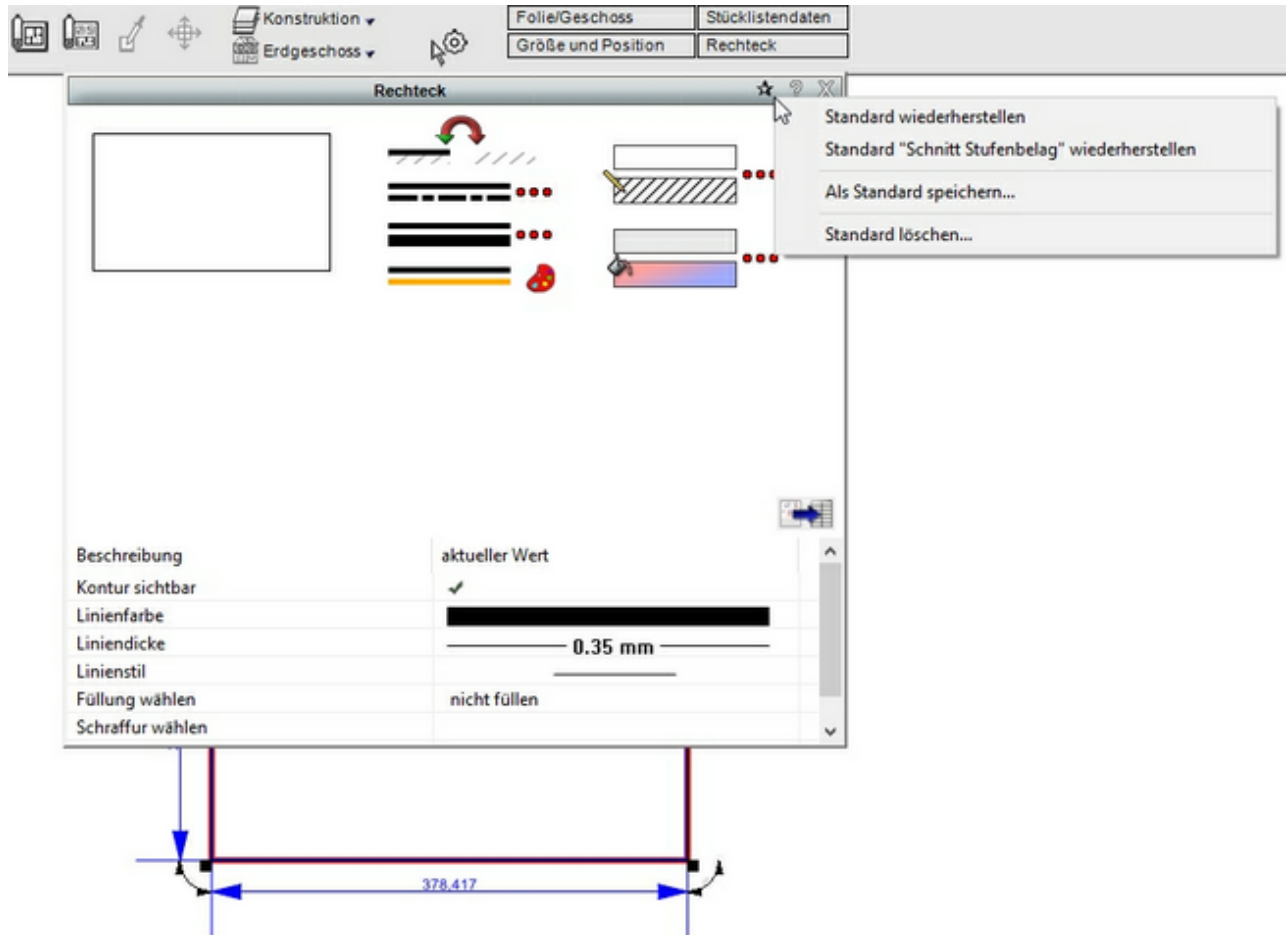 Konstruktion
Erdgeschoss
Folie/Geschoss
Stücklistendaten
Größe und Position
Rechteck
Rechteck
Standard wiederherstellen
Standard "Schnitt Stufenbelag" wiederherstellen
Als Standard speichern...
Standard löschen...
Beschreibung aktueller Wert
Kontur sichtbar
Linienfarbe
Liniendicke 0.35 mm
Linienstil
Füllung wählen nicht füllen
Schraffur wählen
378,417